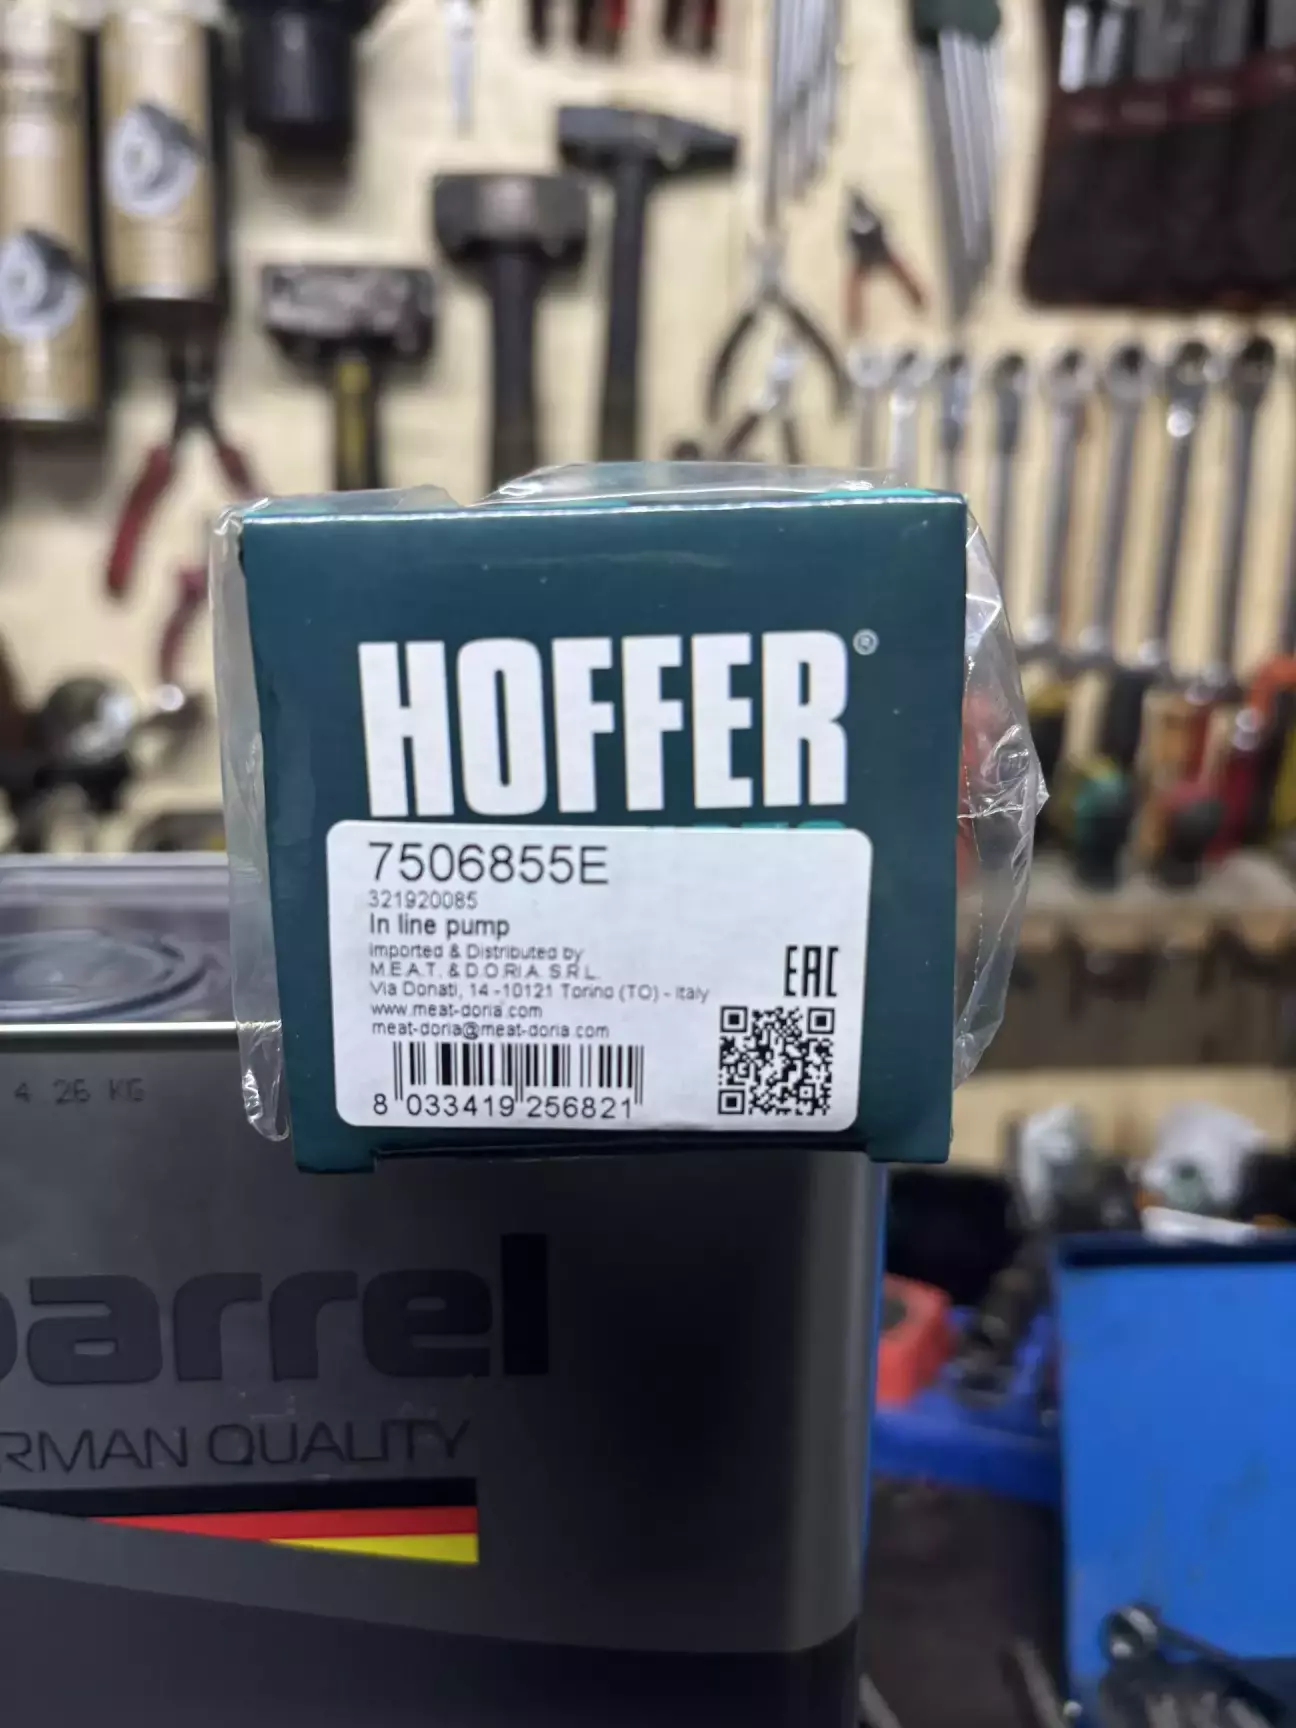 HOFFER®
7506855E
321920085
In line pump
Imported & Distributed by
M.E.A.T. & D.O.R.I.A. S.R.L.
Via Donati, 14 -10121 Torino (TO) - Italy
www.meat-doria.com
meat-doria@meat-doria.com
EAC
8 033419 256821
4 26 KG
barrel
RMAN QUALITY